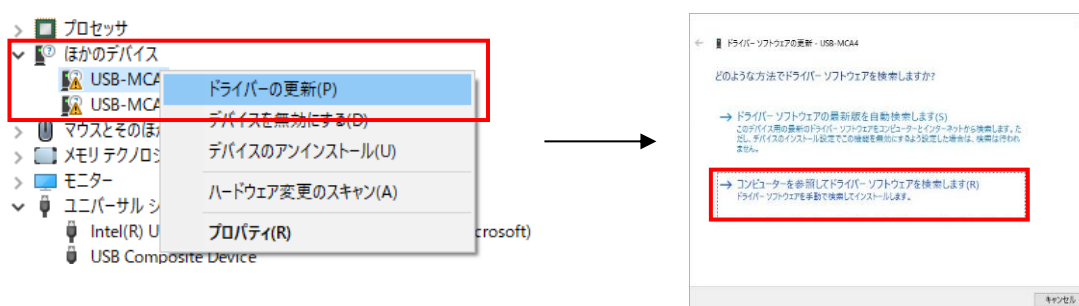 プロセッサ
ほかのデバイス
USB-MCA
USB-MCA
マウスとそのほ
メモリ テクノロジ
モニター
ユニバーサル シ
Intel(R) U
crosoft)
USB Composite Device
ドライバーの更新(P)
デバイスを無効にする(D)
デバイスのアンインストール(U)
ハードウェア変更のスキャン(A)
プロパティ(R)
← ドライバー ソフトウェアの更新 - USB-MCA4
どのような方法でドライバー ソフトウェアを検索しますか?
→ ドライバー ソフトウェアの最新版を自動検索します(S)
このデバイス用の最新のドライバー ソフトウェアをコンピューターとインターネットから検索します。た
だし、デバイスのインストール設定でこの機能を無効にするよう設定した場合は、検索は行われ
ません。
→ コンピューターを参照してドライバー ソフトウェアを検索します(R)
ドライバー ソフトウェアを手動で検索してインストールします。
キャンセル